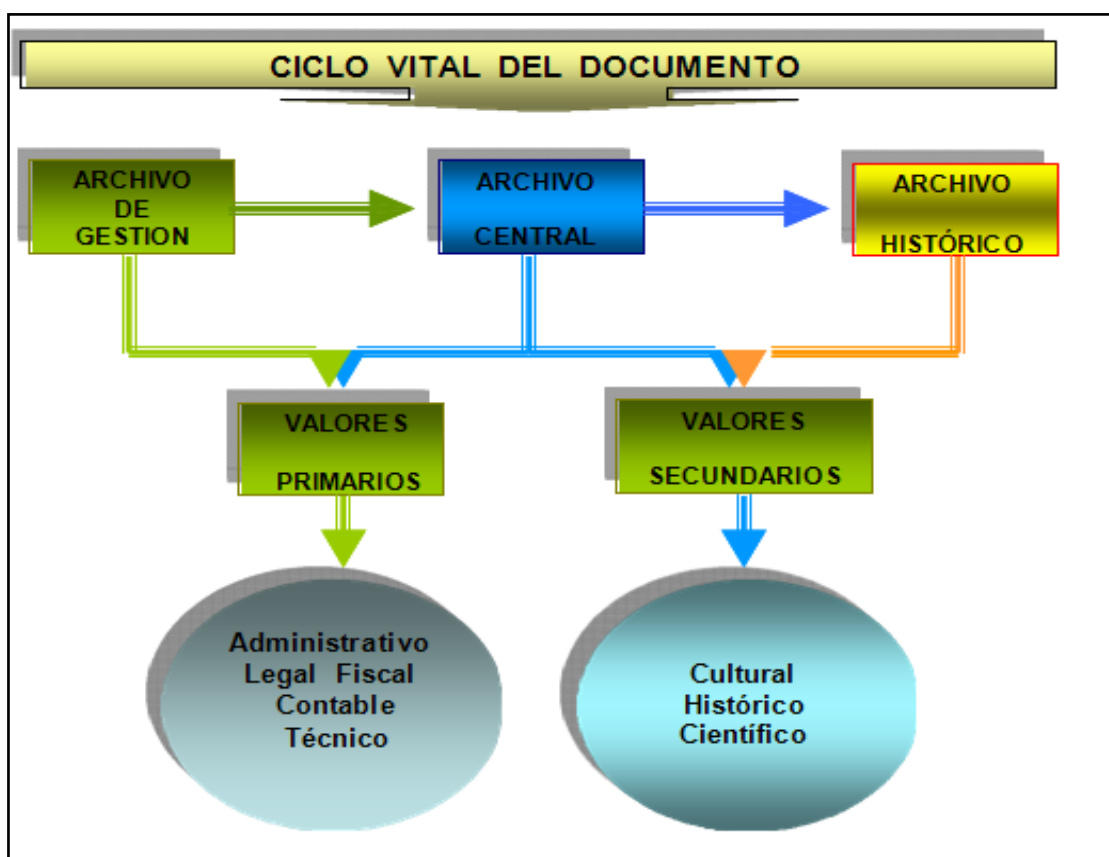 CICLO VITAL DEL DOCUMENTO
ARCHIVO
DE
GESTION
ARCHIVO
CENTRAL
ARCHIVO
HISTÓRICO
VALORES
PRIMARIOS
VALORES
SECUNDARIOS
Administrativo
Legal Fiscal
Contable
Técnico
Cultural
Histórico
Científico